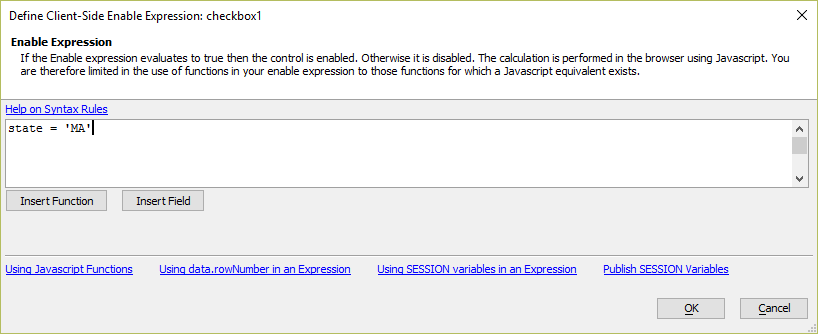 Define Client-Side Enable Expression: checkbox1
Enable Expression
If the Enable expression evaluates to true then the control is enabled. Otherwise it is disabled. The calculation is performed in the browser using Javascript. You
are therefore limited in the use of functions in your enable expression to those functions for which a Javascript equivalent exists.
Help on Syntax Rules
state = 'MA'
Insert Function Insert Field
Using Javascript Functions Using data.rowNumber in an Expression Using SESSION variables in an Expression Publish SESSION Variables
OK Cancel